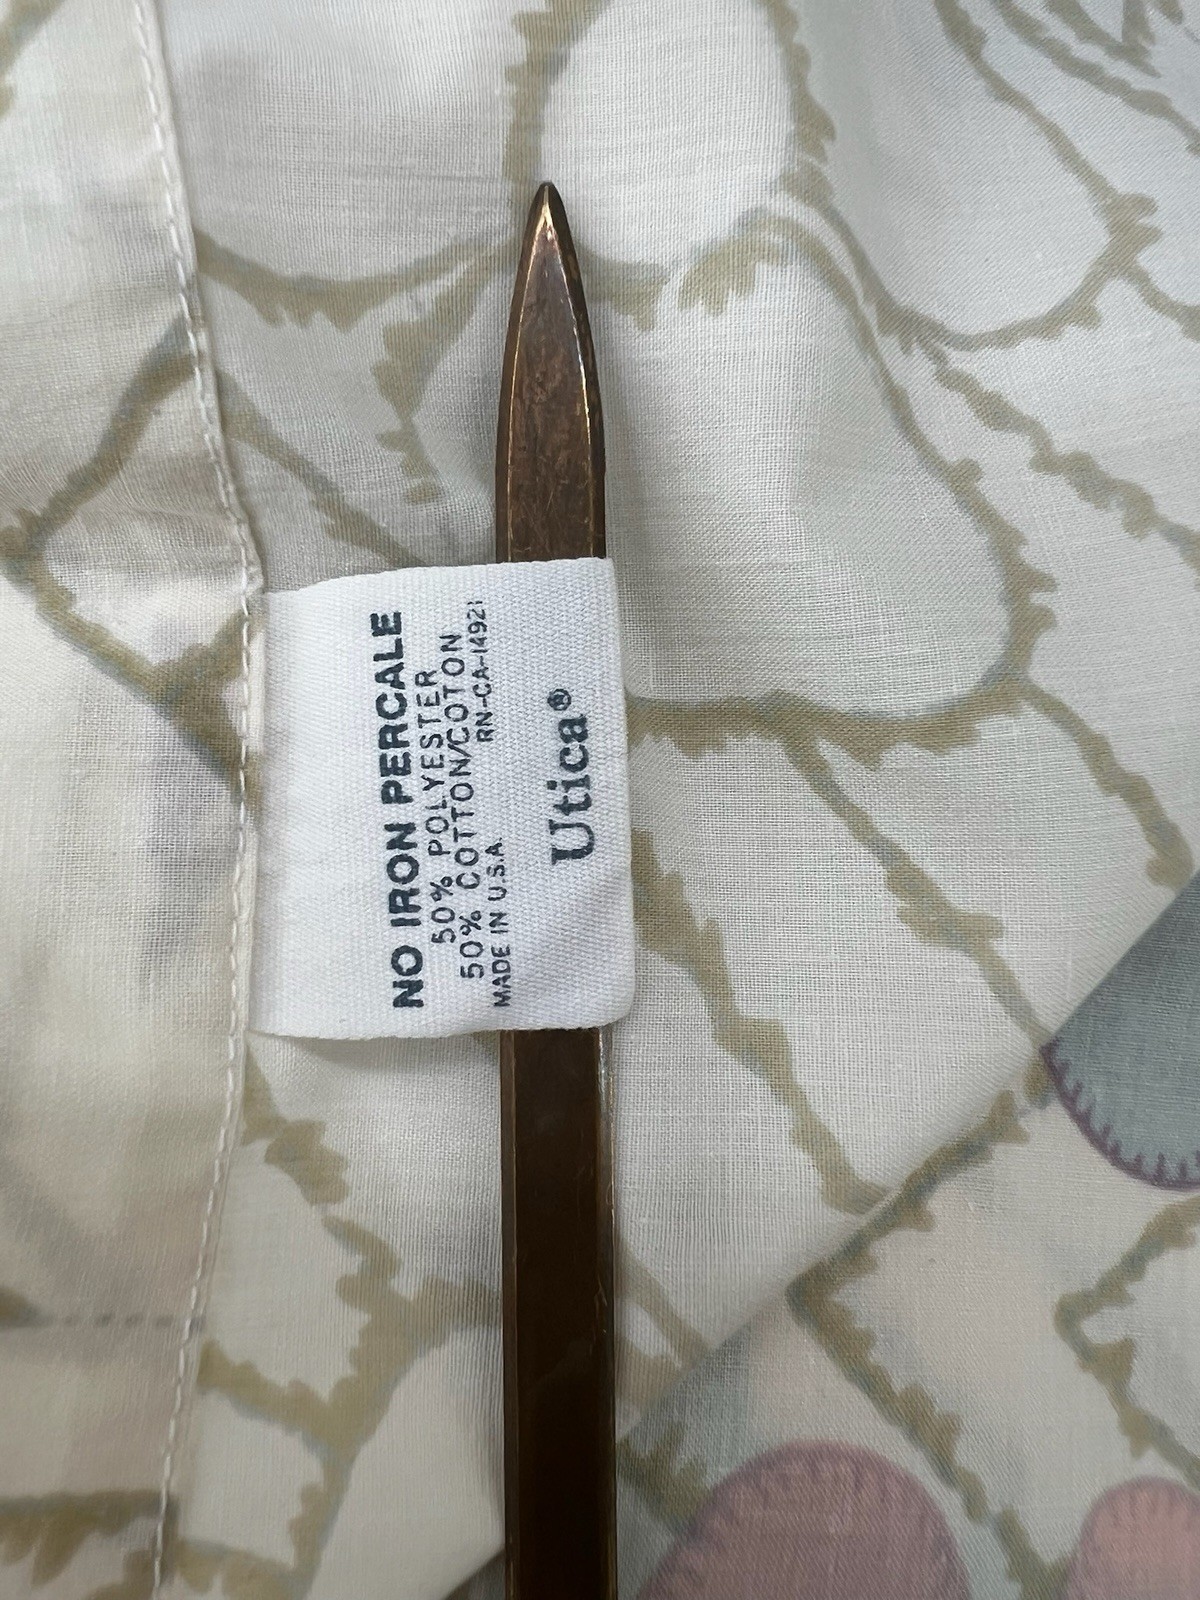 NO IRON PERCALE
50% POLYESTER
50% COTTON/COTON
MADE IN U.S.A. RN-CA-14921
Utica®